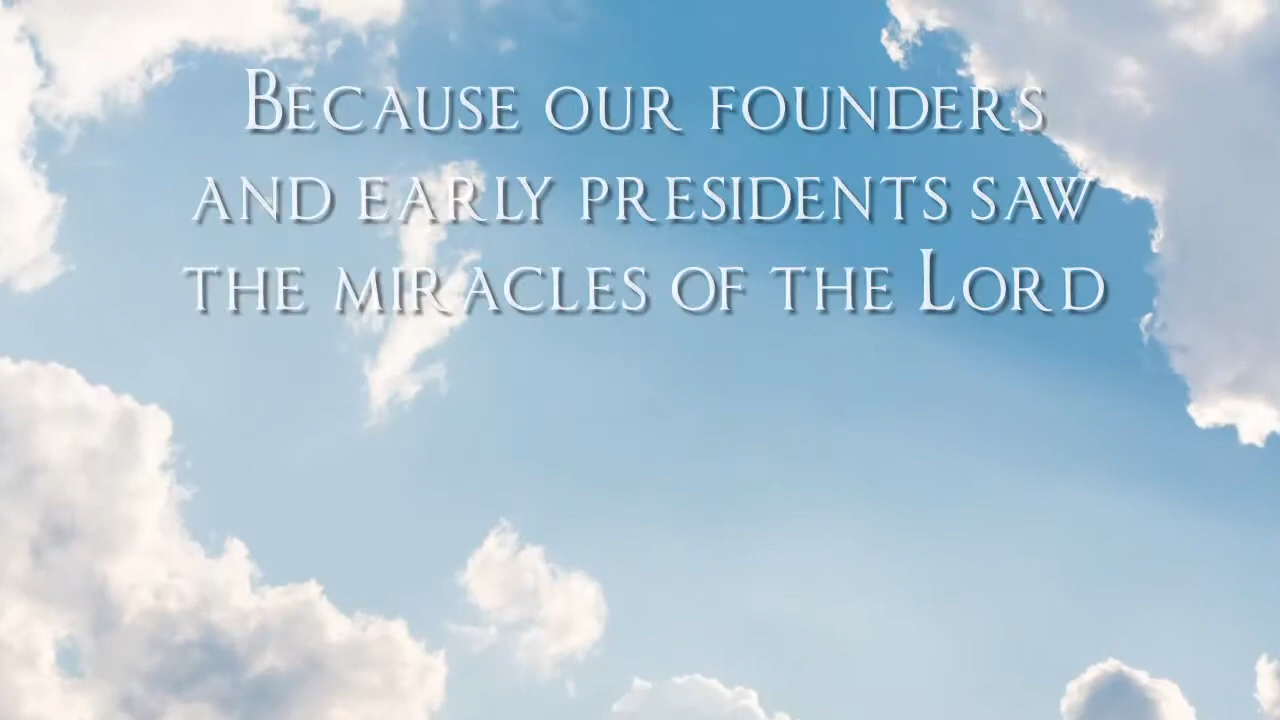 Because our founders
and early presidents saw
the miracles of the Lord